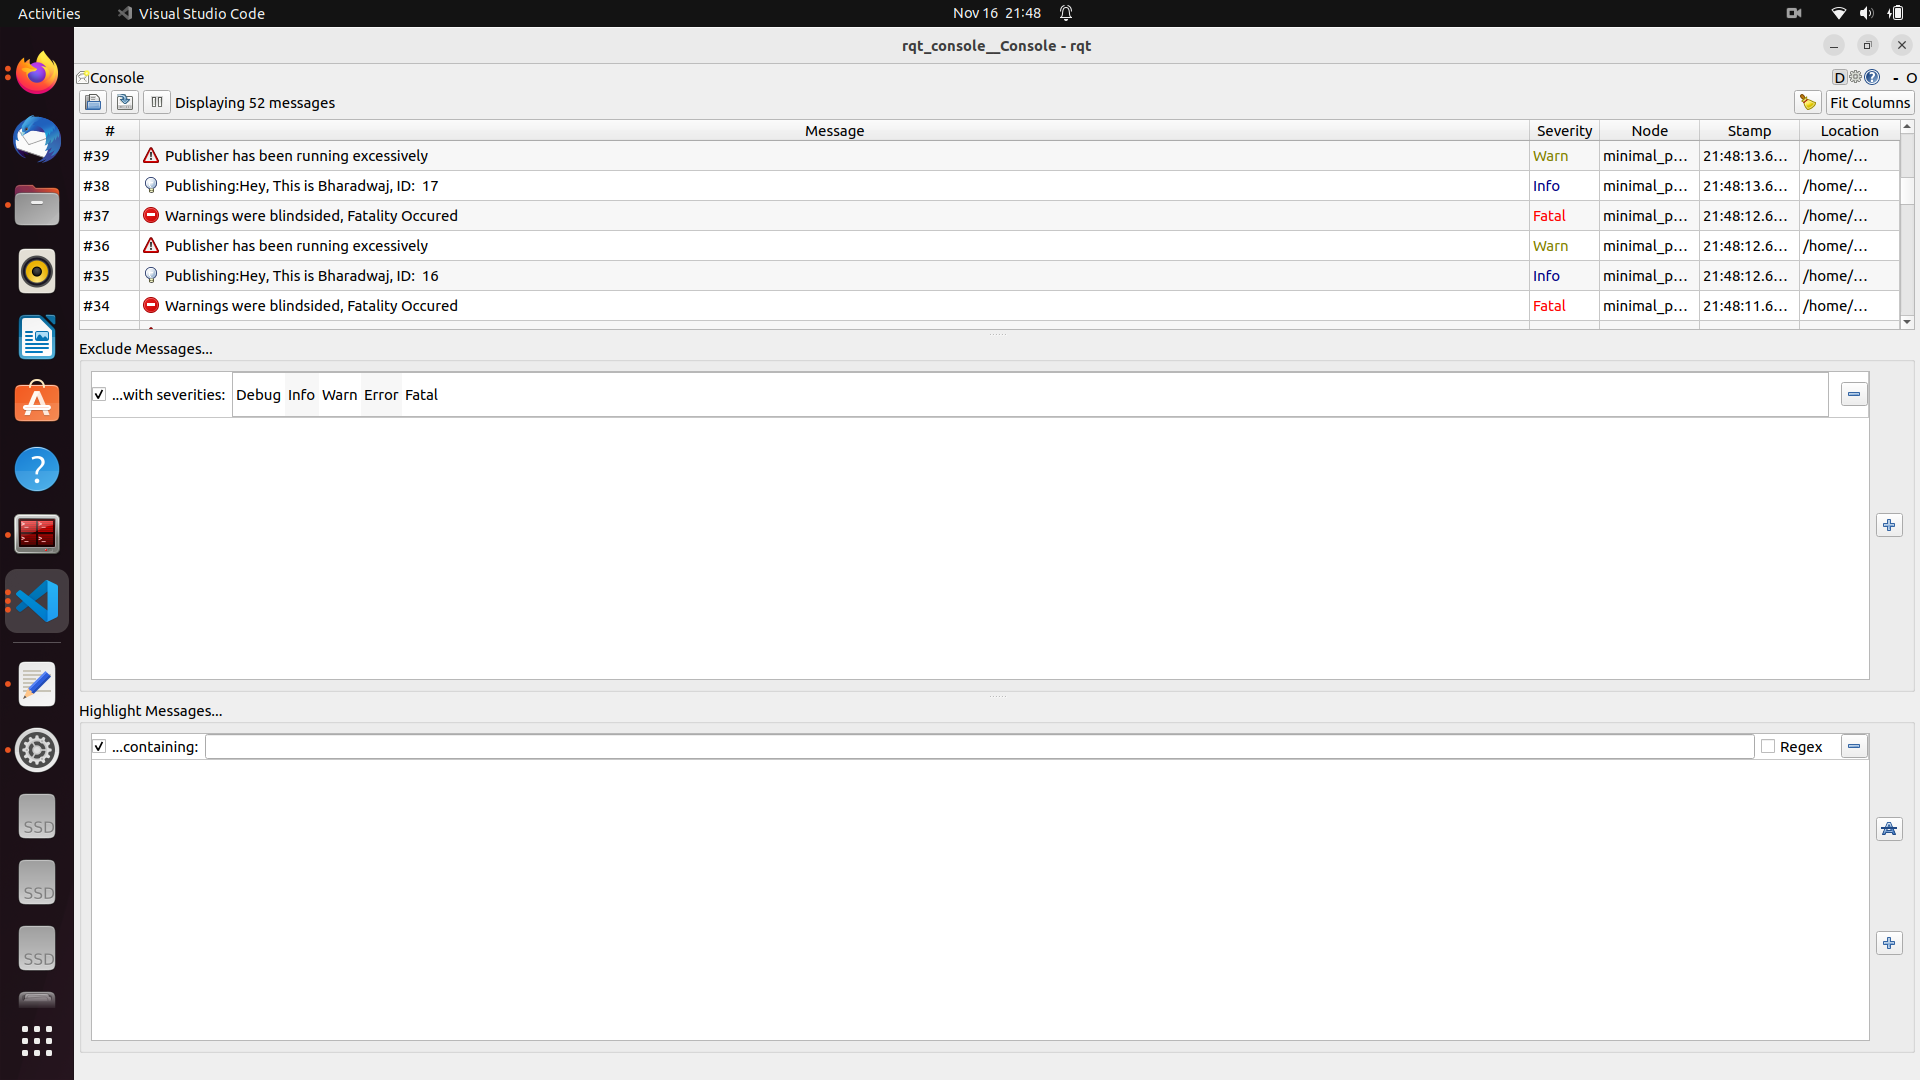 Activities Visual Studio Code Nov 16 21:48
rqt_console__Console - rqt
Console D - O
Displaying 52 messages Fit Columns
# Message Severity Node Stamp Location
#39 Publisher has been running excessively Warn minimal_p... 21:48:13.6... /home/...
#38 Publishing:Hey, This is Bharadwaj, ID: 17 Info minimal_p... 21:48:13.6... /home/...
#37 Warnings were blindsided, Fatality Occured Fatal minimal_p... 21:48:12.6... /home/...
#36 Publisher has been running excessively Warn minimal_p... 21:48:12.6... /home/...
#35 Publishing:Hey, This is Bharadwaj, ID: 16 Info minimal_p... 21:48:12.6... /home/...
#34 Warnings were blindsided, Fatality Occured Fatal minimal_p... 21:48:11.6... /home/...
Exclude Messages...
...with severities: Debug Info Warn Error Fatal
Highlight Messages...
...containing: Regex
SSD
SSD
SSD